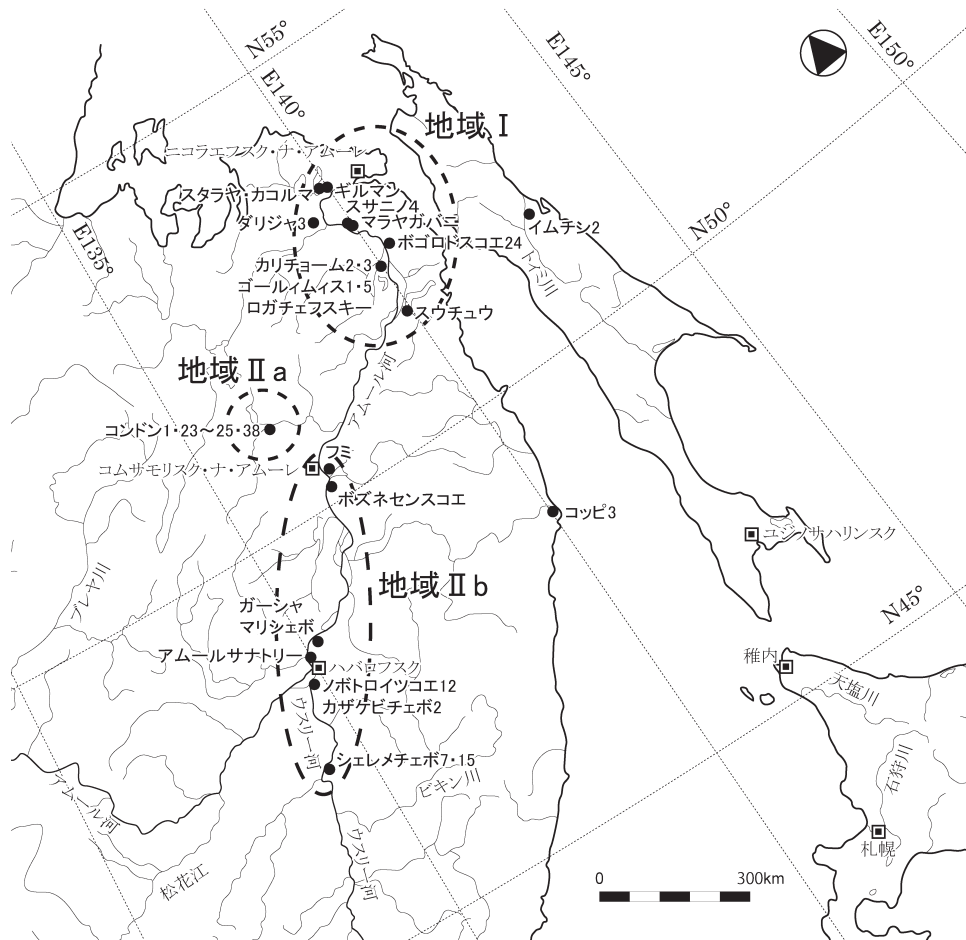 N55°
E140°
E145°
E150°
地域Ⅰ
ニコラエフスク・ナ・アムーレ
スタラヤ・カコルマ
ギルマン
スサニノ4
ダリジャ3
マラヤガバニ
イムチン2
N50°
ボゴロドスコエ24
E135°
カリチョーム2・3
トイミ川
ゴールィムィス1・5
ロガチェフスキー
スウチュウ
アムール河
地域Ⅱa
コンドン1・23～25・38
フミ
コムサモリスク・ナ・アムーレ
ボズネセンスコエ
コッピ3
ユジノサハリンスク
ブレヤ川
地域Ⅱb
ガーシャ
マリシェボ
N45°
アムールサナトリー
ハバロフスク
稚内
ノボトロイツコエ12
カザケビチェボ2
天塩川
ウスリー河
シェレメチェボ7・15
ビキン川
石狩川
アムール河
ウスリー河
札幌
松花江
0 300km